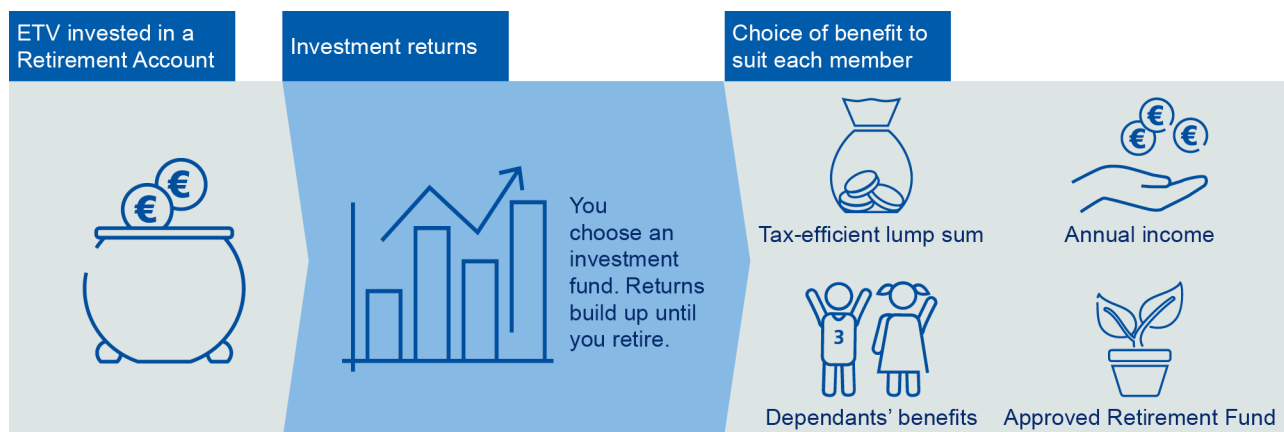 ETV invested in a
Retirement Account
Investment returns
Choice of benefit to
suit each member
€
€
You
choose an
investment
fund. Returns
build up until
you retire.
€
€
€
Tax-efficient lump sum
Annual income
3
Dependants’ benefits
Approved Retirement Fund